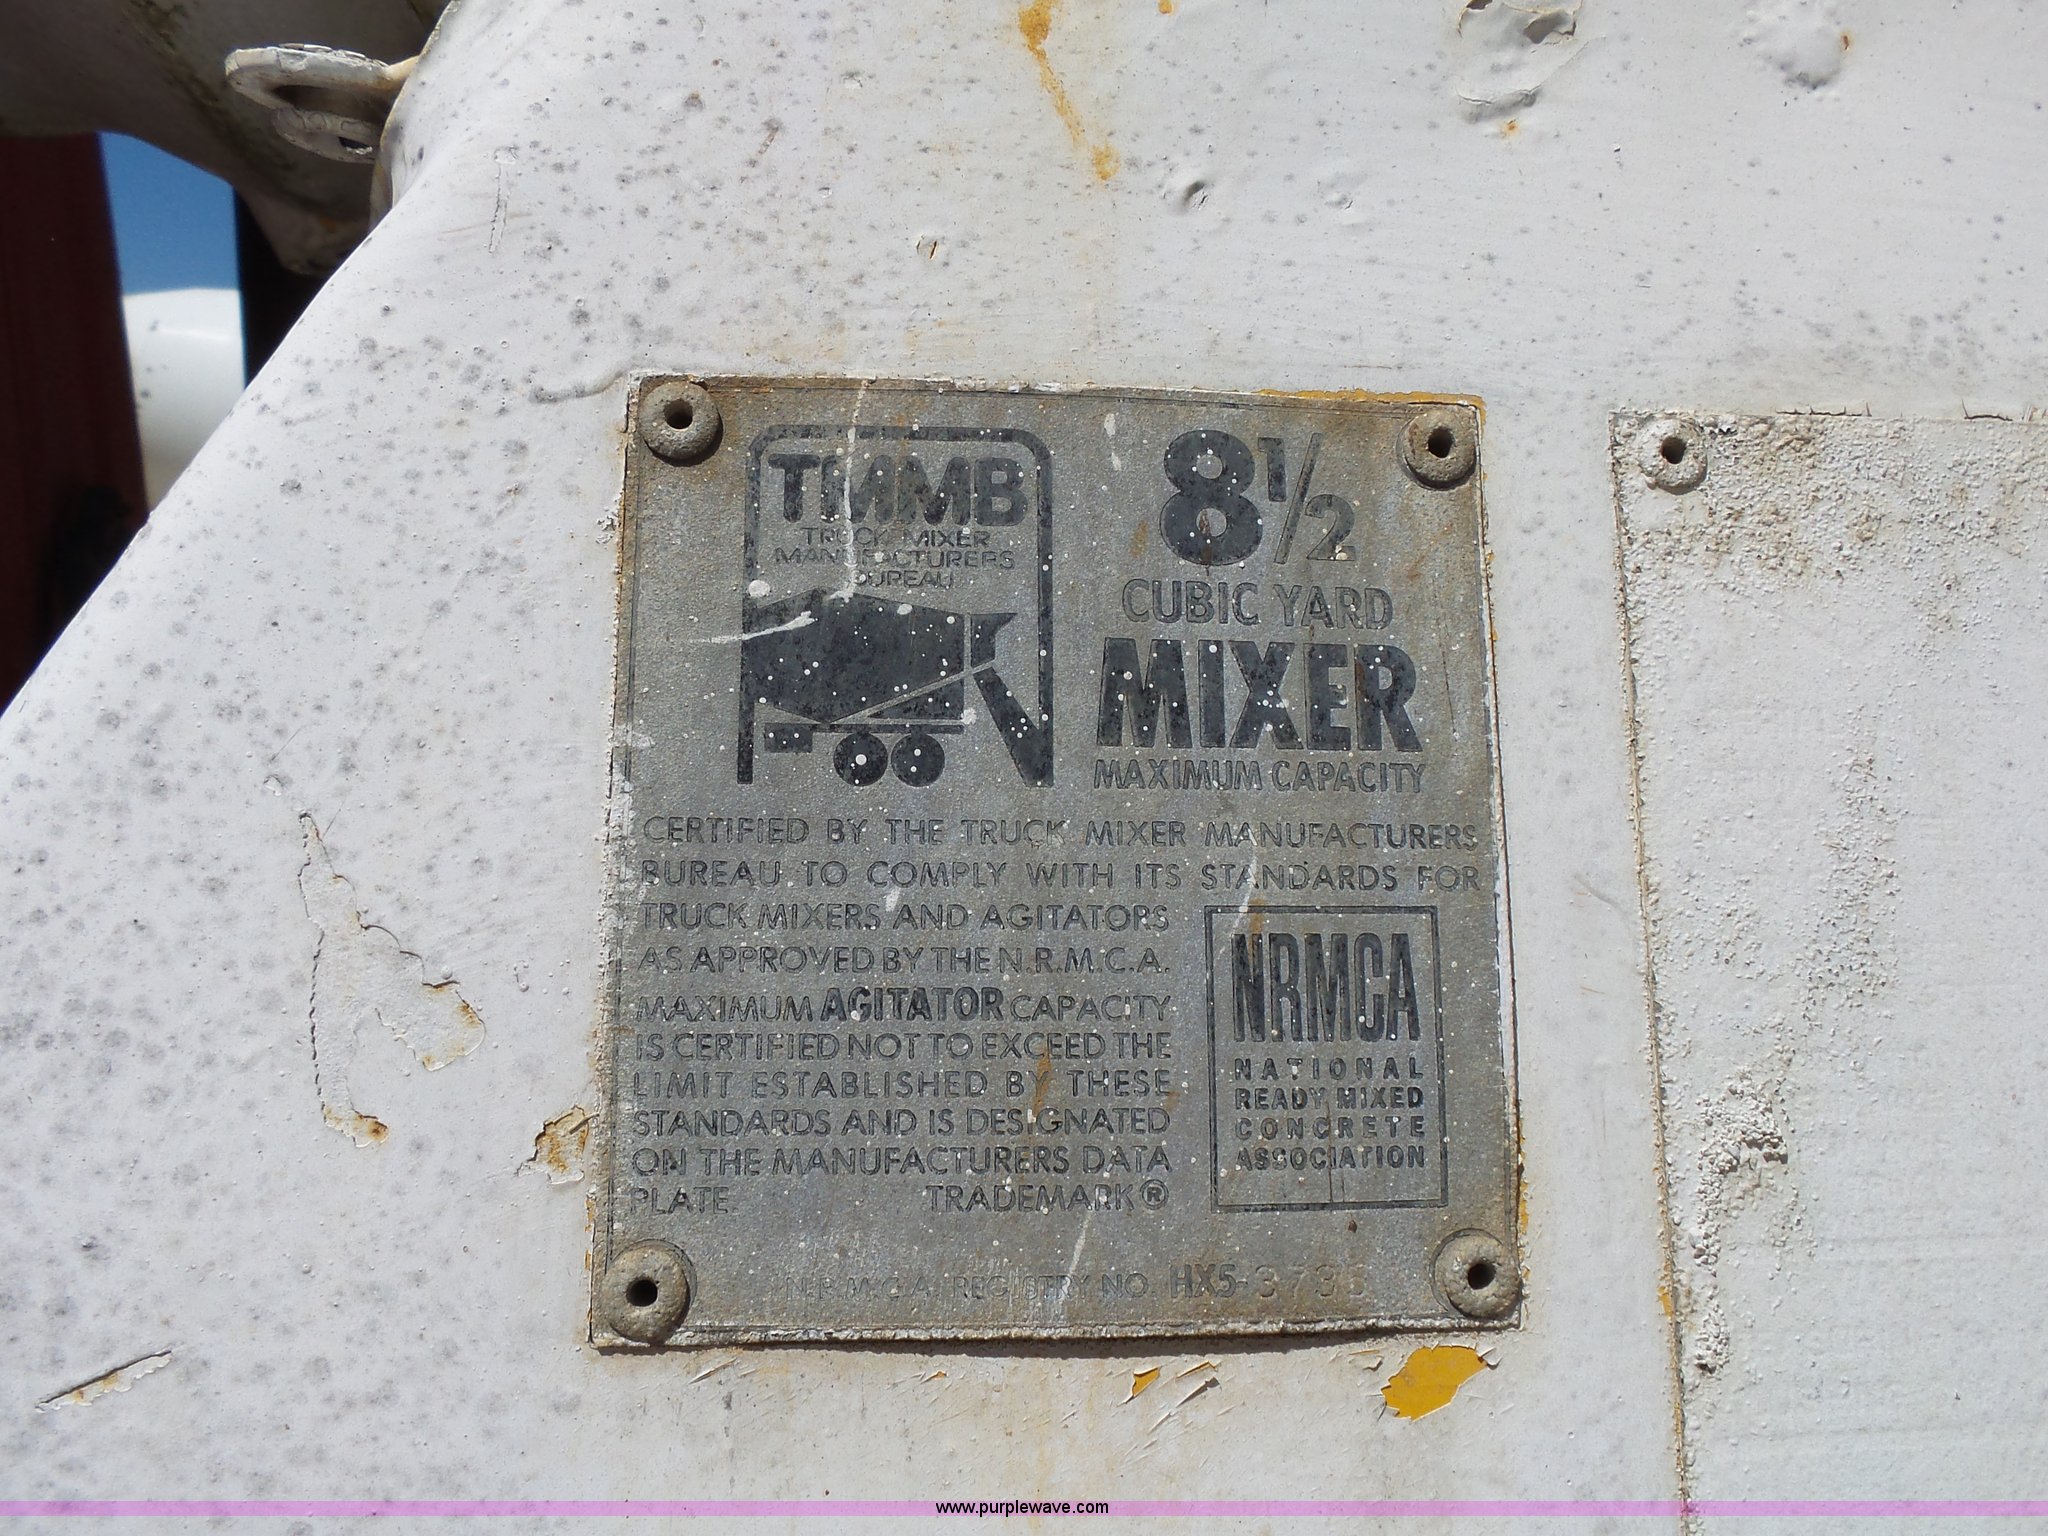 TMMB
TRUCK MIXER
MANUFACTURERS
BUREAU
8 1/2
CUBIC YARD
MIXER
MAXIMUM CAPACITY
CERTIFIED BY THE TRUCK MIXER MANUFACTURERS
BUREAU TO COMPLY WITH ITS STANDARDS FOR
TRUCK MIXERS AND AGITATORS
AS APPROVED BY THE N.R.M.C.A.
MAXIMUM AGITATOR CAPACITY
IS CERTIFIED NOT TO EXCEED THE
LIMIT ESTABLISHED BY THESE
STANDARDS AND IS DESIGNATED
ON THE MANUFACTURERS DATA
PLATE. TRADEMARK®
NRMCA
NATIONAL
READY MIXED
CONCRETE
ASSOCIATION
N.R.M.C.A. REGISTRY NO.
www.purplewave.com